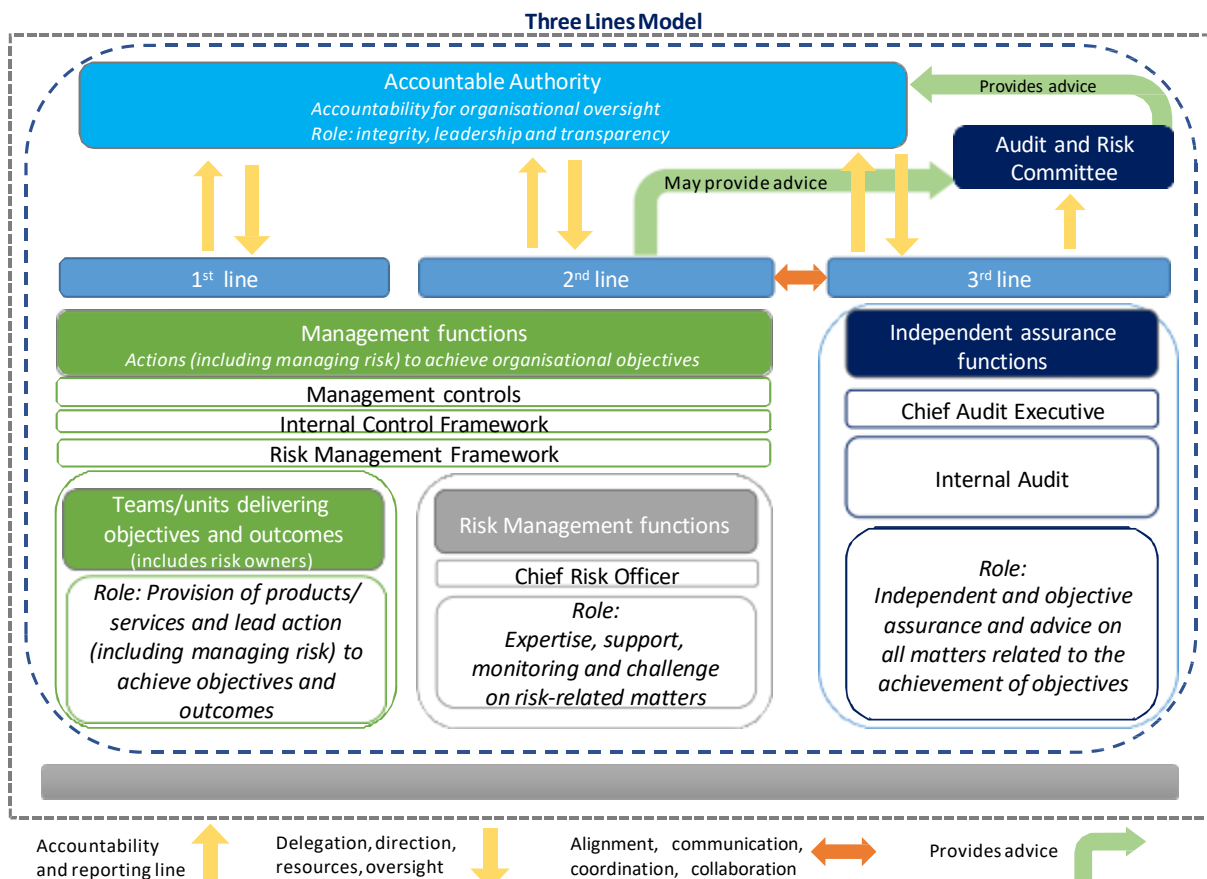 Three Lines Model
Accountable Authority
Accountability for organisational oversight
Role: integrity, leadership and transparency
Provides advice
Audit and Risk
Committee
May provide advice
1st line
2nd line
3rd line
Management functions
Actions (including managing risk) to achieve organisational objectives
Management controls
Internal Control Framework
Risk Management Framework
Teams/units delivering
objectives and outcomes
(includes risk owners)
Role: Provision of products/
services and lead action
(including managing risk) to
achieve objectives and
outcomes
Risk Management functions
Chief Risk Officer
Role:
Expertise, support,
monitoring and challenge
on risk-related matters
Independent assurance
functions
Chief Audit Executive
Internal Audit
Role:
Independent and objective
assurance and advice on
all matters related to the
achievement of objectives
Accountability
and reporting line
Delegation, direction,
resources, oversight
Alignment, communication,
coordination, collaboration
Provides advice